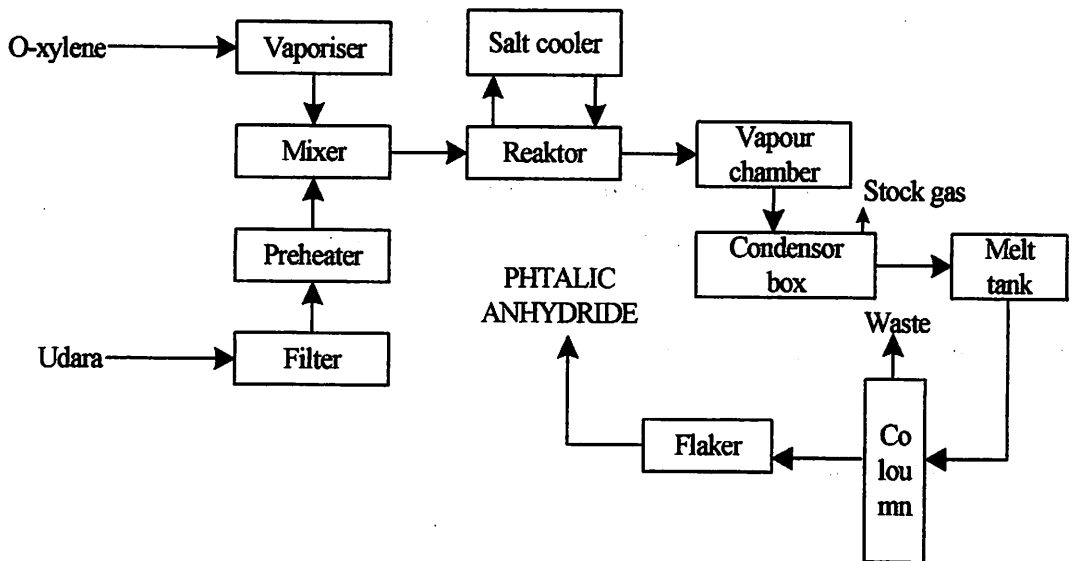 O-xylene
Vaporiser
Salt cooler
Mixer
Reaktor
Vapour
chamber
Stock gas
Preheater
Condensor
box
Melt
tank
PHTALIC
ANHYDRIDE
Waste
Udara
Filter
Flaker
Co
lou
mn